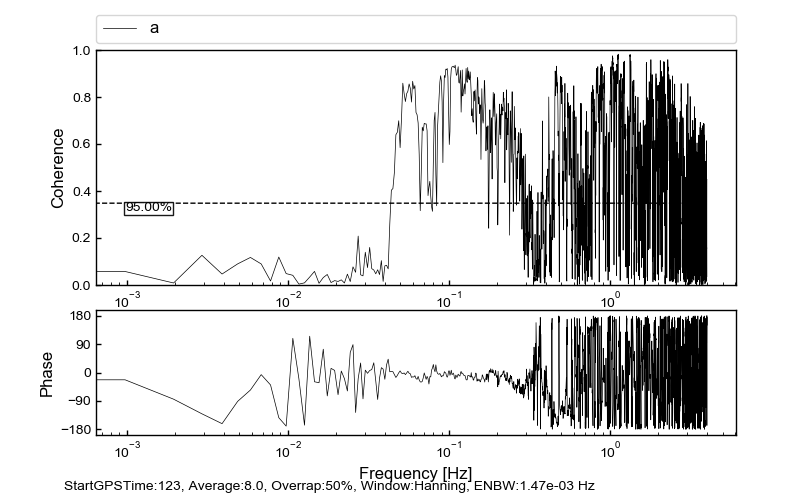 a
1.0
0.8
0.6
0.4
0.2
0.0
Coherence
95.00%
10⁻³ 10⁻² 10⁻¹ 10⁰
180
90
0
−90
−180
Phase
10⁻³ 10⁻² 10⁻¹ 10⁰
Frequency [Hz]
StartGPSTime:123, Average:8.0, Overrap:50%, Window:Hanning, ENBW:1.47e-03 Hz